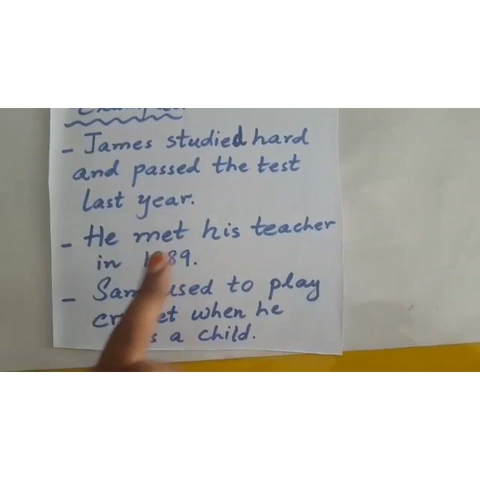 - James studied hard
and passed the test
last year.
- He met his teacher
in
- Sam used to play
when he
a child.